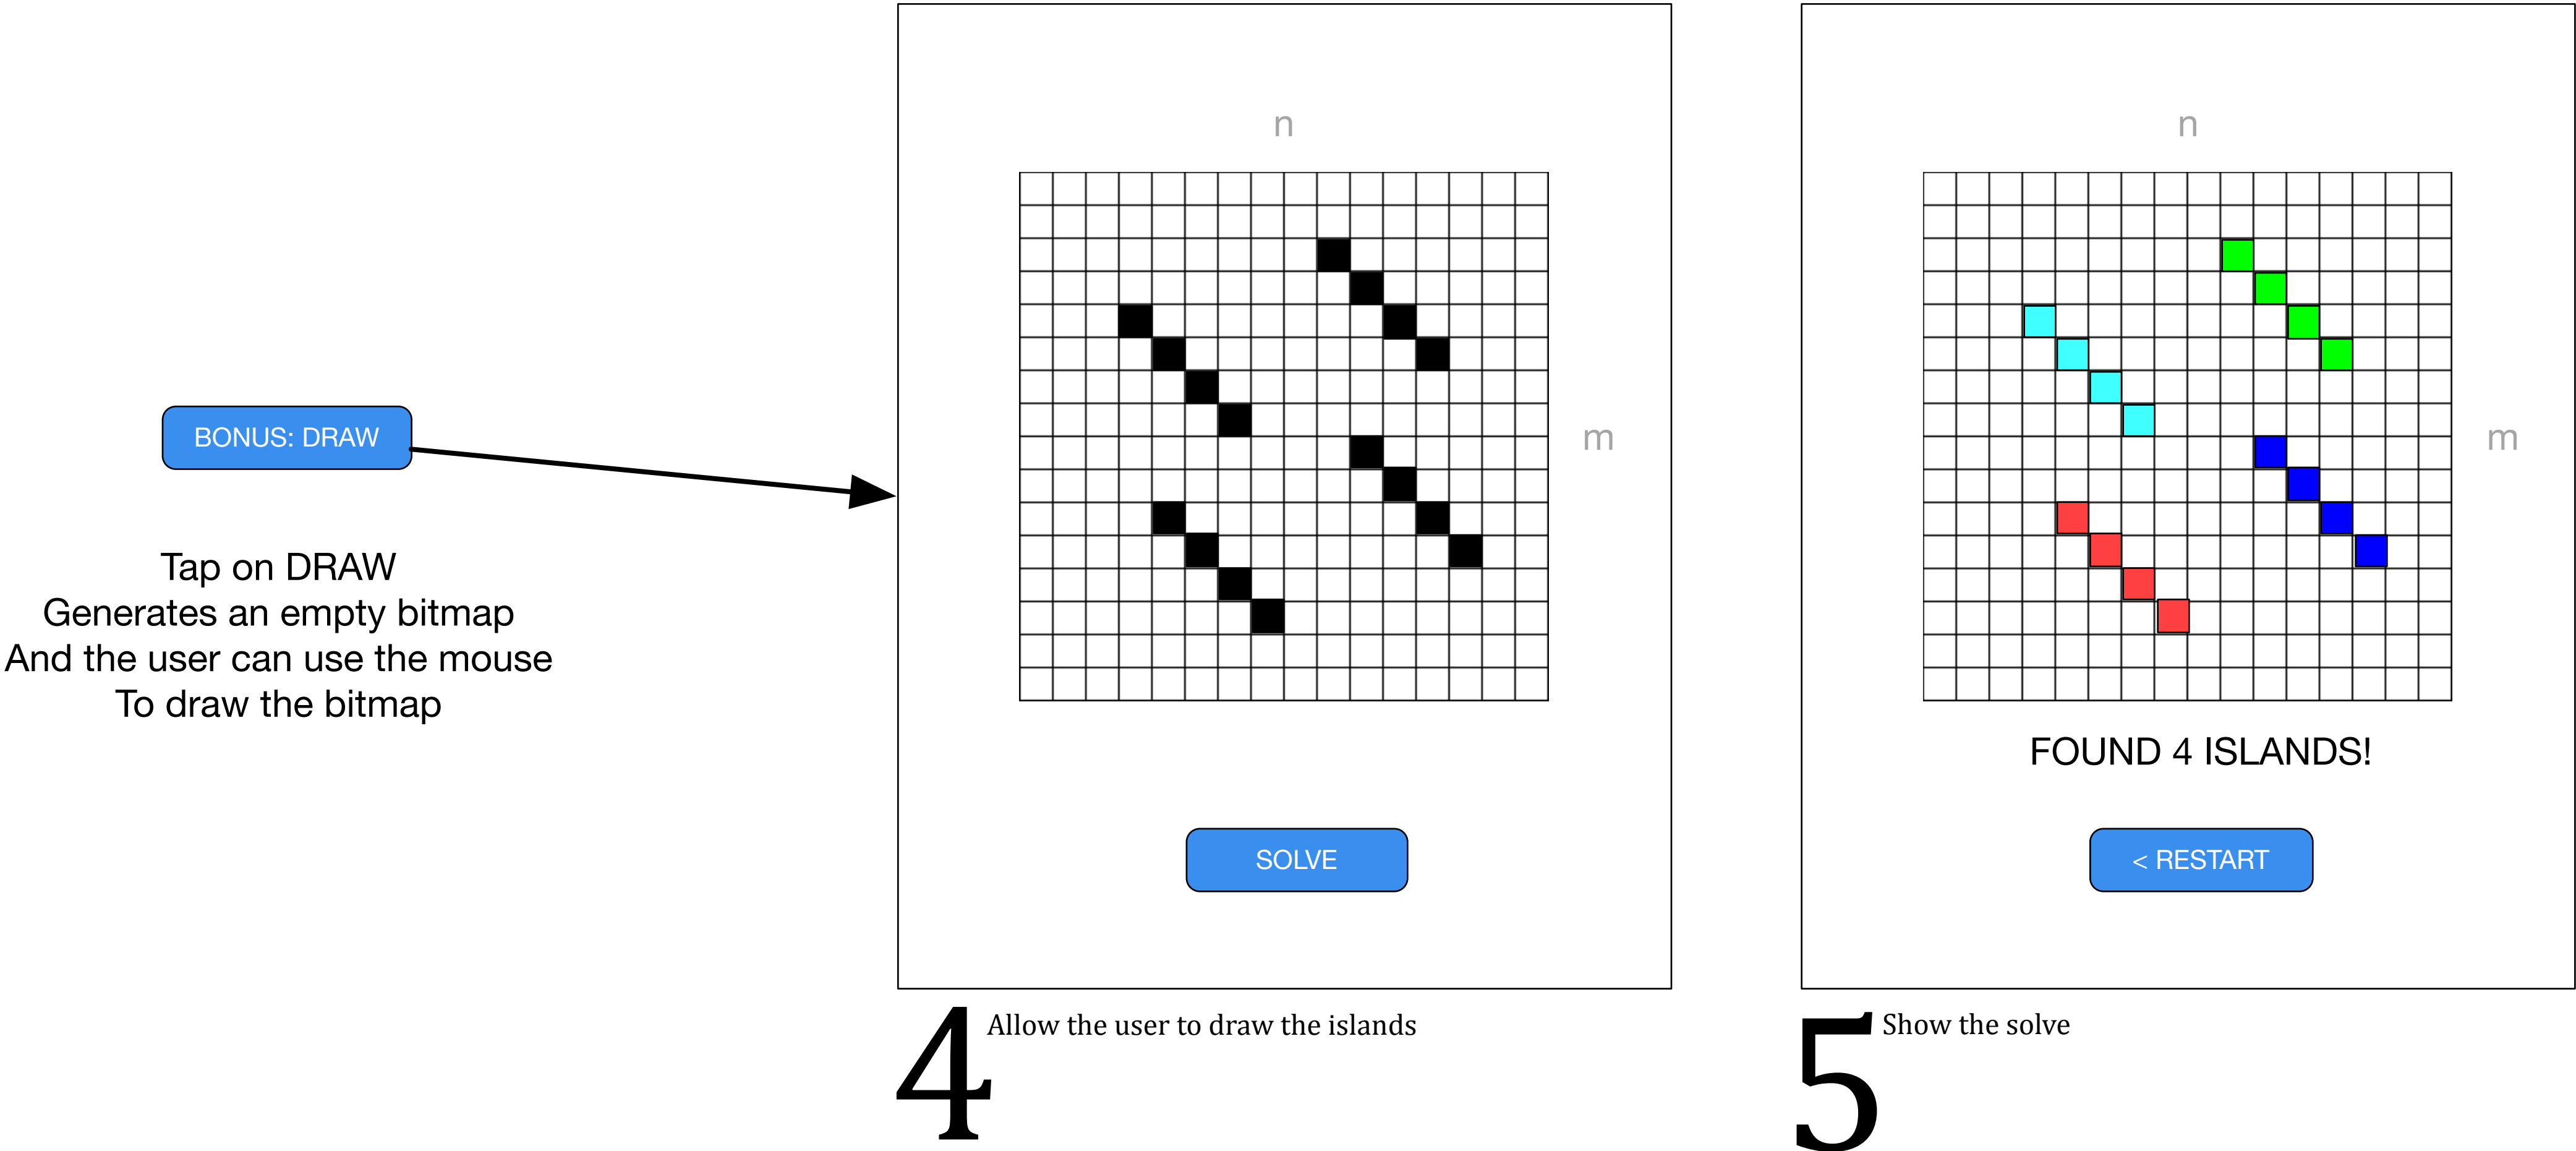 BONUS: DRAW
Tap on DRAW
Generates an empty bitmap
And the user can use the mouse
To draw the bitmap
n
m
SOLVE
4 Allow the user to draw the islands
n
m
FOUND 4 ISLANDS!
< RESTART
5 Show the solve